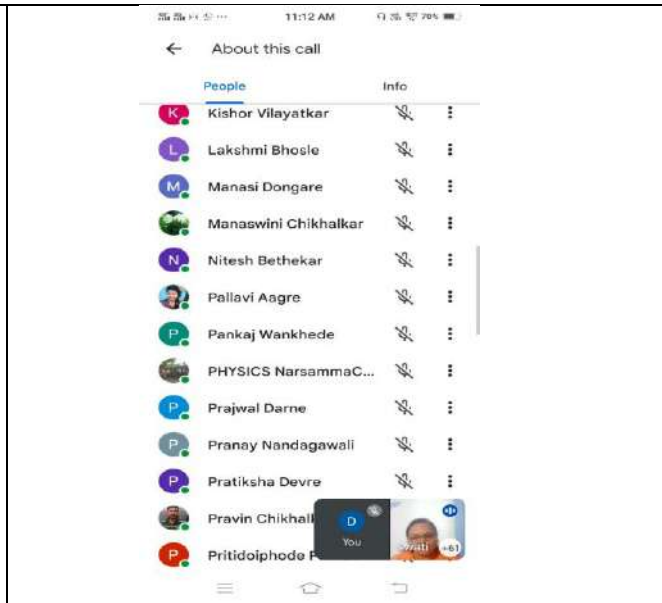 11:12 AM 70%
About this call
People Info
K Kishor Vilayatkar
L Lakshmi Bhosle
M Manasi Dongare
Manaswini Chikhalkar
N Nitesh Bethekar
Pallavi Aagre
P Pankaj Wankhede
PHYSICS NarsammaC...
P Prajwal Darne
P Pranay Nandagawali
P Pratiksha Devre
Pravin Chikhal
D
You
+61
P Pritidoiphode